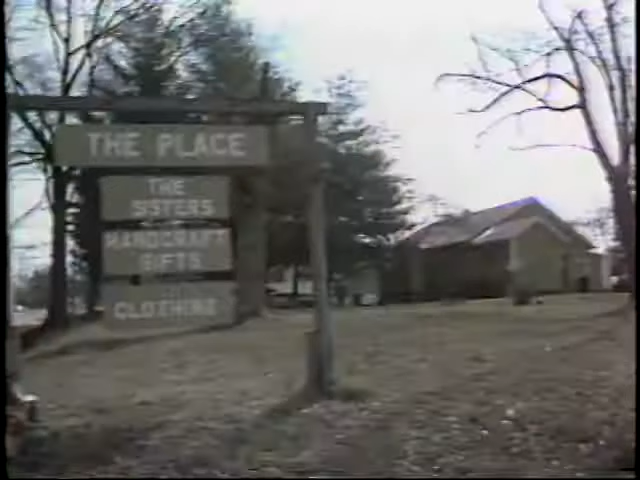 THE PLACE
THE
SISTERS
HANDCRAFT
GIFTS
CLOTHING